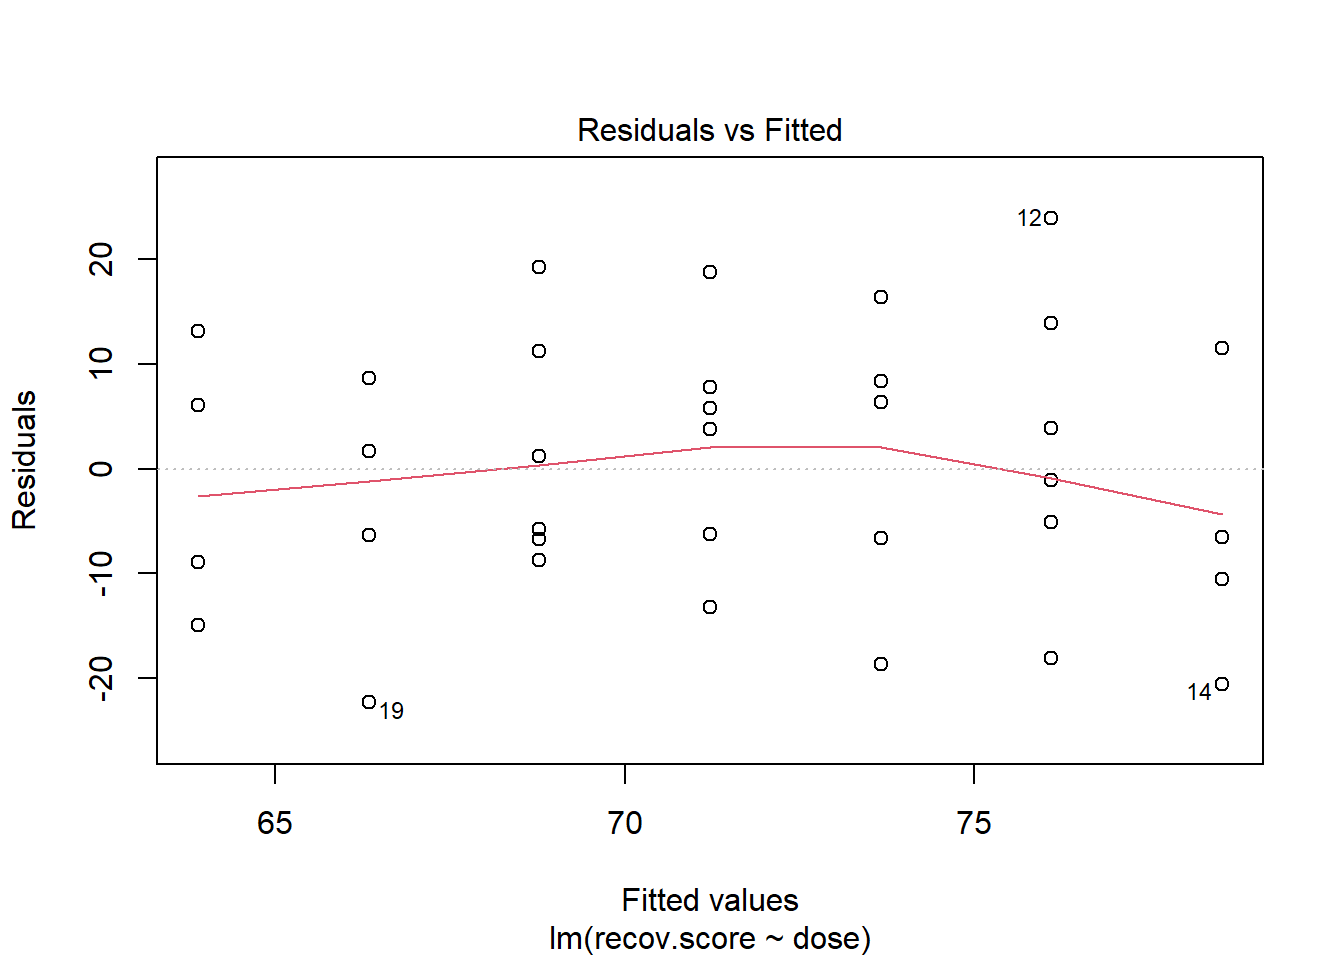 Residuals vs Fitted
Residuals
20
10
0
-10
-20
12
19
14
65 70 75
Fitted values
lm(recov.score ~ dose)